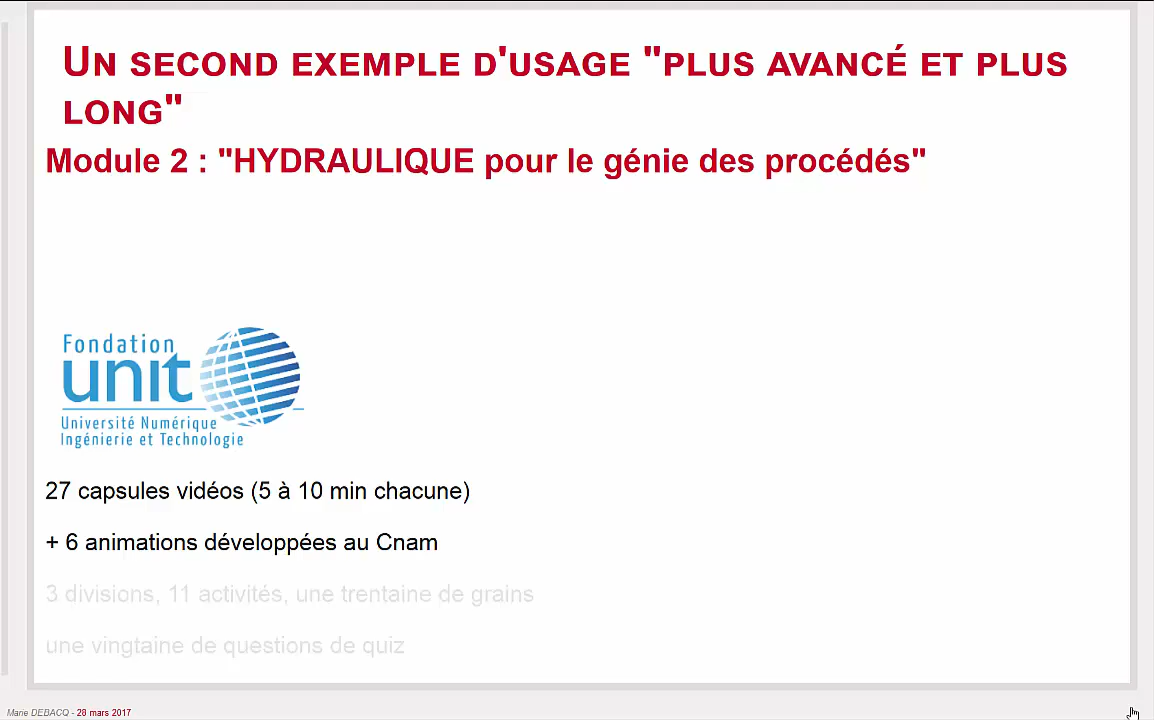 UN SECOND EXEMPLE D'USAGE "PLUS AVANCÉ ET PLUS
LONG"
Module 2 : "HYDRAULIQUE pour le génie des procédés"
Fondation
unit
Université Numérique
Ingénierie et Technologie
27 capsules vidéos (5 à 10 min chacune)
+ 6 animations développées au Cnam
3 divisions, 11 activités, une trentaine de grains
une vingtaine de questions de quiz
Marie DEBACQ - 28 mars 2017